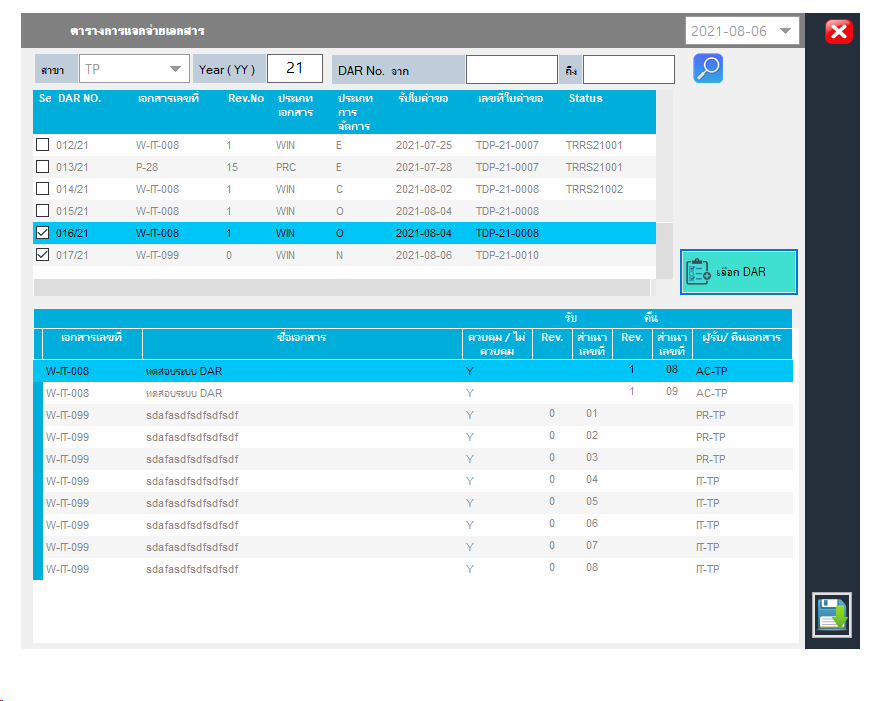 ตารางการแจกจ่ายเอกสาร 2021-08-06
สาขา TP Year ( YY ) 21 DAR No. จาก ถึง
Se DAR NO. เอกสารเลขที่ Rev.No ประเภท ประเภท รับใบคำขอ เลขที่ใบคำขอ Status
เอกสาร การ
จัดการ
012/21 W-IT-008 1 WIN E 2021-07-25 TDP-21-0007 TRRS21001
013/21 P-28 15 PRC E 2021-07-28 TDP-21-0007 TRRS21001
014/21 W-IT-008 1 WIN C 2021-08-02 TDP-21-0008 TRRS21002
015/21 W-IT-008 1 WIN O 2021-08-04 TDP-21-0008
016/21 W-IT-008 1 WIN O 2021-08-04 TDP-21-0008
017/21 W-IT-099 0 WIN N 2021-08-06 TDP-21-0010
เลือก DAR
รับ คืน
เอกสารเลขที่ ชื่อเอกสาร ควบคุม / ไม่ Rev. สำเนา Rev. สำเนา ผู้รับ/ คืนเอกสาร
ควบคุม เลขที่ เลขที่
W-IT-008 ทดสอบระบบ DAR Y 1 08 AC-TP
W-IT-008 ทดสอบระบบ DAR Y 1 09 AC-TP
W-IT-099 sdafasdfsdfsdfsdf Y 0 01 PR-TP
W-IT-099 sdafasdfsdfsdfsdf Y 0 02 PR-TP
W-IT-099 sdafasdfsdfsdfsdf Y 0 03 PR-TP
W-IT-099 sdafasdfsdfsdfsdf Y 0 04 IT-TP
W-IT-099 sdafasdfsdfsdfsdf Y 0 05 IT-TP
W-IT-099 sdafasdfsdfsdfsdf Y 0 06 IT-TP
W-IT-099 sdafasdfsdfsdfsdf Y 0 07 IT-TP
W-IT-099 sdafasdfsdfsdfsdf Y 0 08 IT-TP